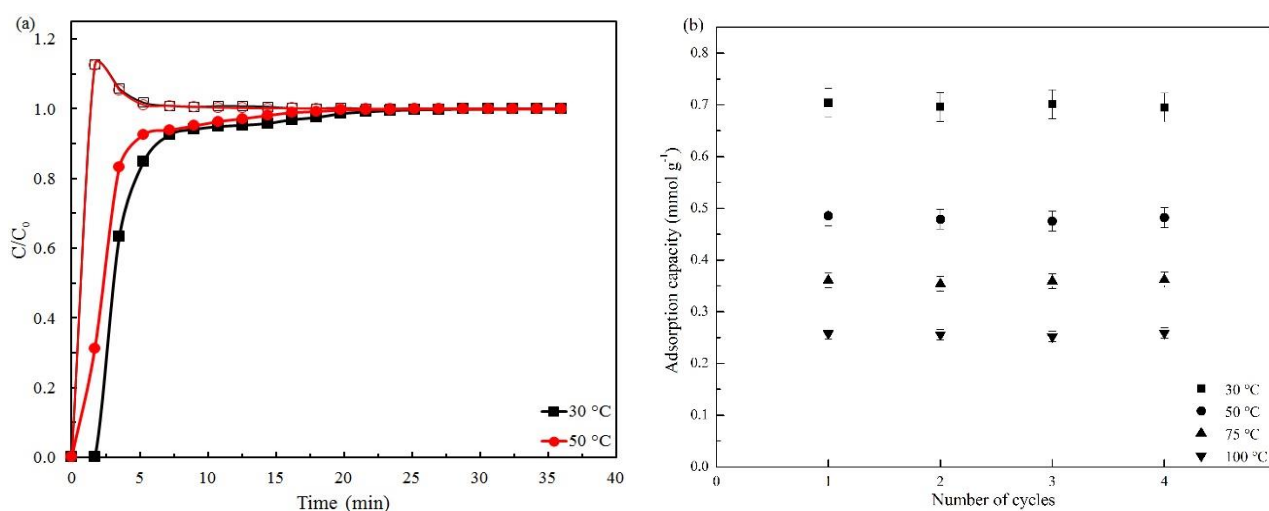 (a)
1.2
1.0
0.8
0.6
0.4
0.2
0.0
C/C₀
0 5 10 15 20 25 30 35 40
Time (min)
30 °C
50 °C
(b)
0.8
0.7
0.6
0.5
0.4
0.3
0.2
0.1
0.0
Adsorption capacity (mmol g⁻¹)
0 1 2 3 4
Number of cycles
30 °C
50 °C
75 °C
100 °C